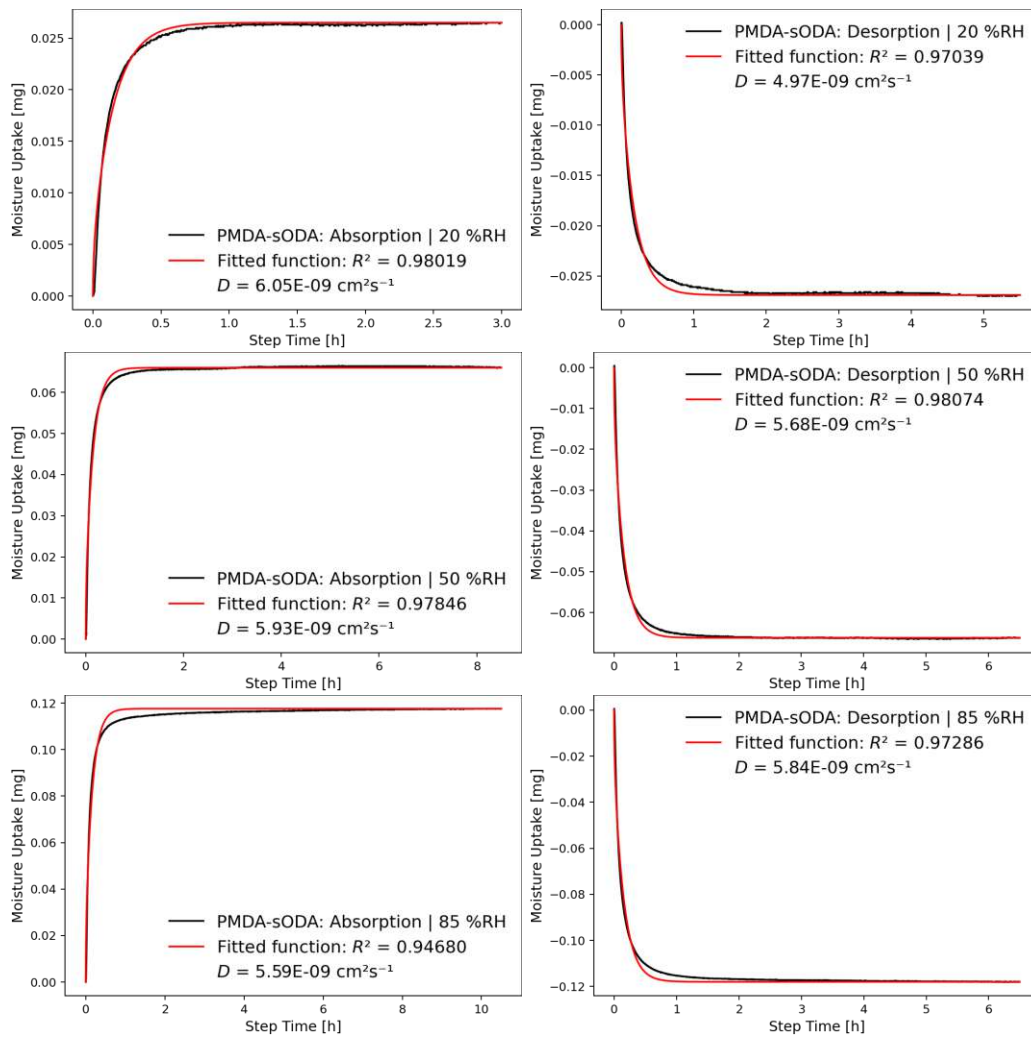 0.025
0.020
0.015
0.010
0.005
0.000
Moisture Uptake [mg]
PMDA-sODA: Absorption | 20 %RH
Fitted function: R² = 0.98019
D = 6.05E-09 cm²s⁻¹
0.0 0.5 1.0 1.5 2.0 2.5 3.0
Step Time [h]
0.000
−0.005
−0.010
−0.015
−0.020
−0.025
Moisture Uptake [mg]
PMDA-sODA: Desorption | 20 %RH
Fitted function: R² = 0.97039
D = 4.97E-09 cm²s⁻¹
0 1 2 3 4 5
Step Time [h]
0.06
0.05
0.04
0.03
0.02
0.01
0.00
Moisture Uptake [mg]
PMDA-sODA: Absorption | 50 %RH
Fitted function: R² = 0.97846
D = 5.93E-09 cm²s⁻¹
0 2 4 6 8
Step Time [h]
0.00
−0.01
−0.02
−0.03
−0.04
−0.05
−0.06
Moisture Uptake [mg]
PMDA-sODA: Desorption | 50 %RH
Fitted function: R² = 0.98074
D = 5.68E-09 cm²s⁻¹
0 1 2 3 4 5 6
Step Time [h]
0.12
0.10
0.08
0.06
0.04
0.02
0.00
Moisture Uptake [mg]
PMDA-sODA: Absorption | 85 %RH
Fitted function: R² = 0.94680
D = 5.59E-09 cm²s⁻¹
0 2 4 6 8 10
Step Time [h]
0.00
−0.02
−0.04
−0.06
−0.08
−0.10
−0.12
Moisture Uptake [mg]
PMDA-sODA: Desorption | 85 %RH
Fitted function: R² = 0.97286
D = 5.84E-09 cm²s⁻¹
0 1 2 3 4 5 6
Step Time [h]